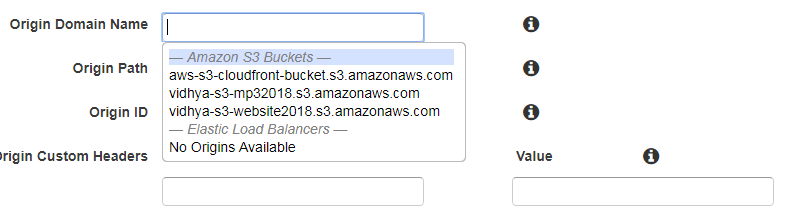 Origin Domain Name
— Amazon S3 Buckets —
Origin Path
aws-s3-cloudfront-bucket.s3.amazonaws.com
vidhya-s3-mp32018.s3.amazonaws.com
Origin ID
vidhya-s3-website2018.s3.amazonaws.com
— Elastic Load Balancers —
No Origins Available
Origin Custom Headers
Value